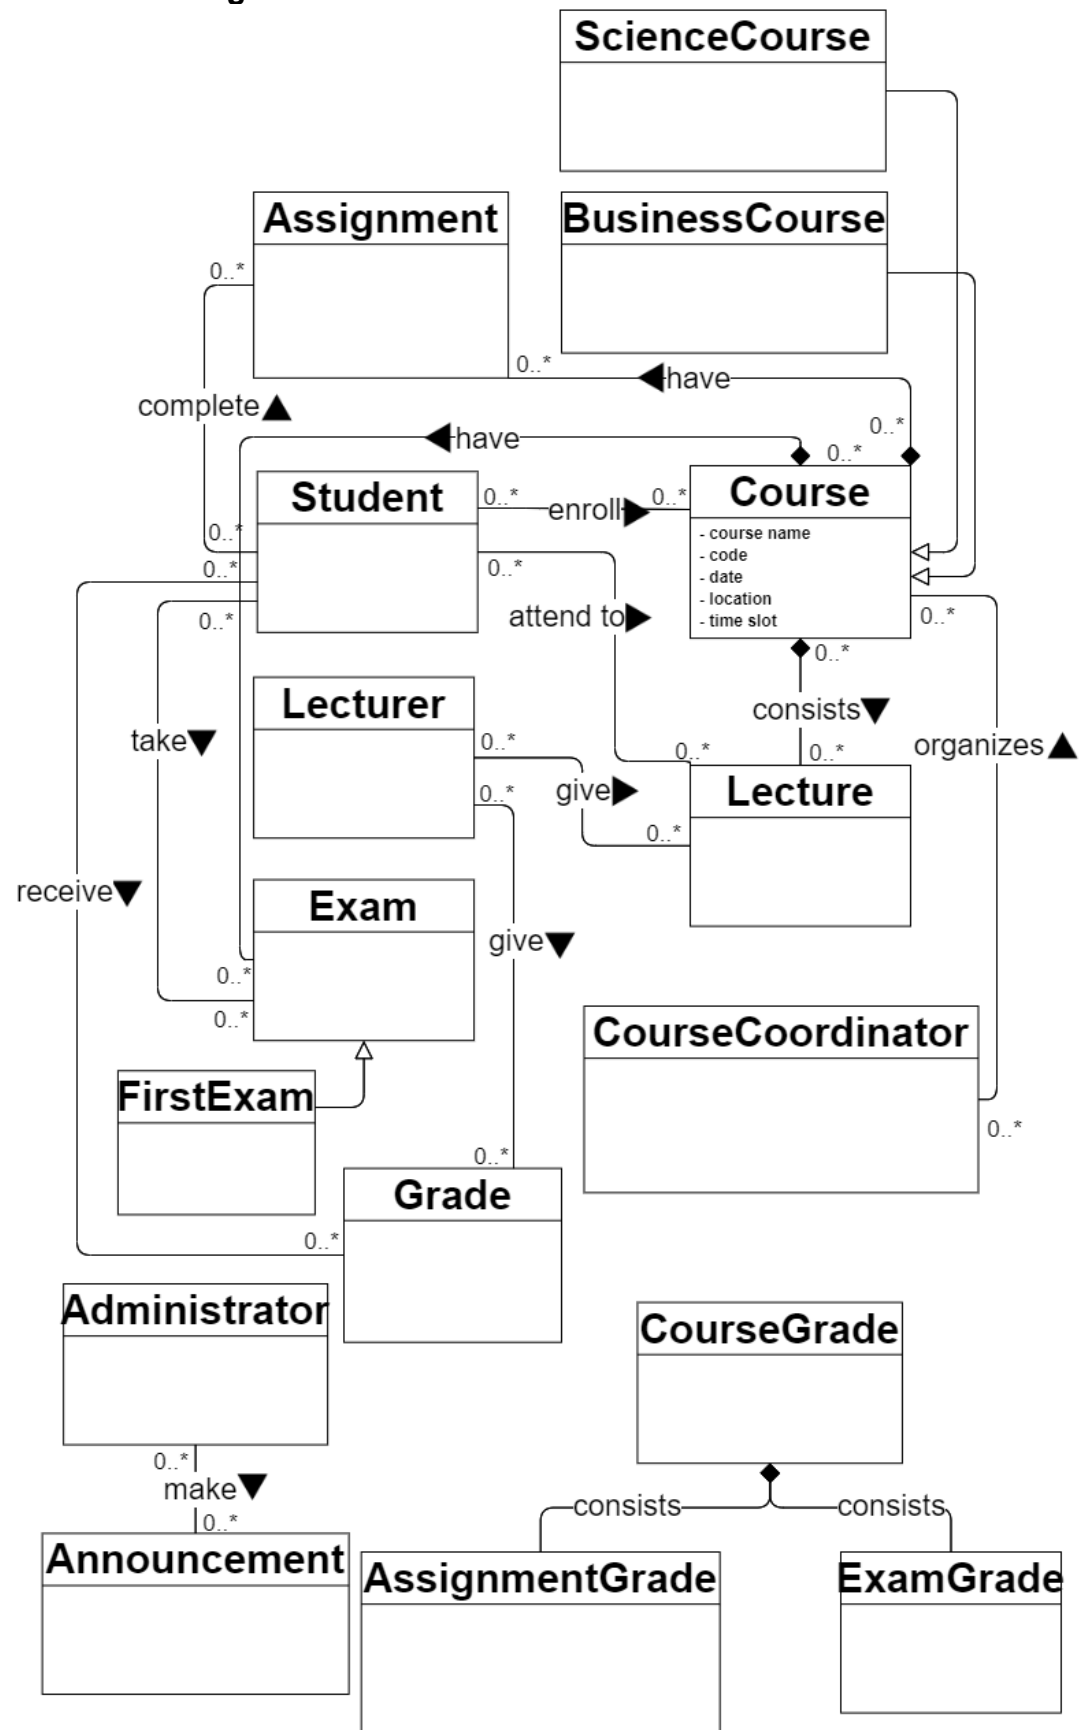 ScienceCourse
Assignment
BusinessCourse
0..*
0..*
have
complete
0..*
have
0..*
Student
0..*
enroll
0..*
Course
- course name
- code
- date
- location
- time slot
0..*
0..*
0..*
0..*
attend to
0..*
0..*
Lecturer
consists
take
0..*
0..*
0..*
organizes
give
0..*
Lecture
0..*
receive
Exam
give
0..*
0..*
CourseCoordinator
FirstExam
0..*
0..*
Grade
0..*
Administrator
CourseGrade
0..*
make
0..*
consists
consists
Announcement
AssignmentGrade
ExamGrade